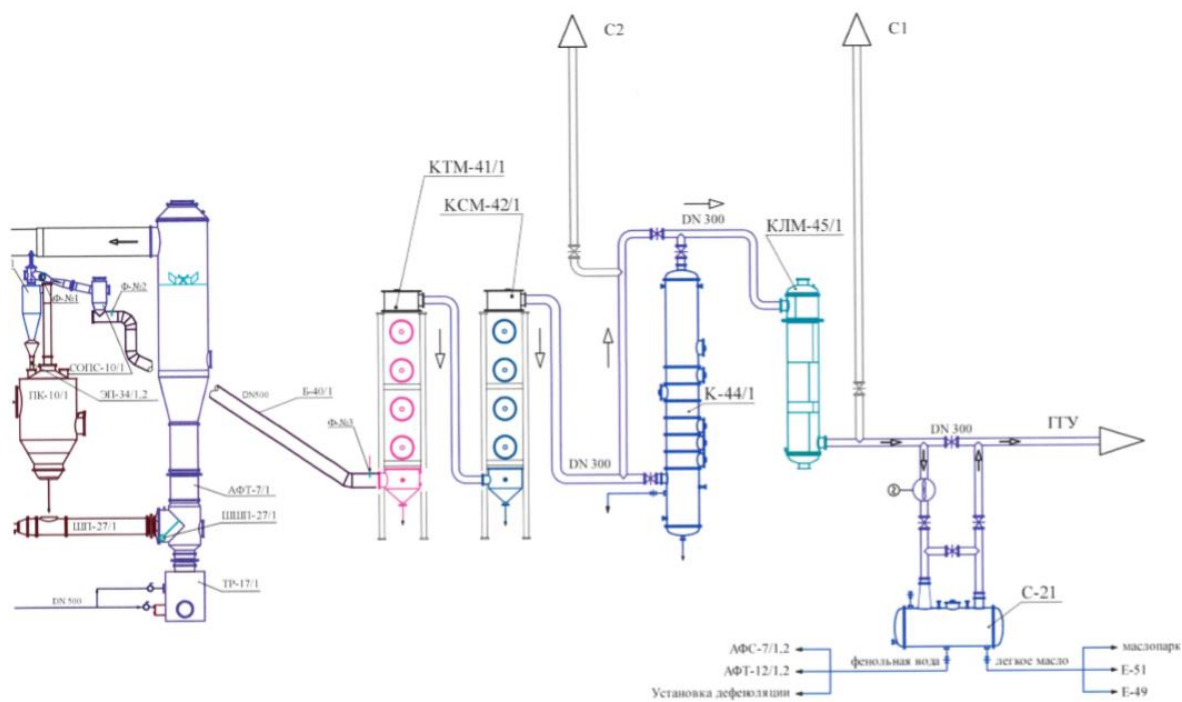 С2
С1
КТМ-41/1
КСМ-42/1
DN 300
КЛМ-45/1
1
Ф-№1
Ф-№2
СОПС-10/1
ПК-10/1
ЭП-34/1,2
DN500
Б-40/1
Ф-№3
К-44/1
DN 300
DN 300
ГГУ
АФТ-7/1
ШП-27/1
ШШП-27/1
2
ТР-17/1
DN 500
С-21
АФС-7/1,2
фенольная вода
легкое масло
маслопарк
АФТ-12/1,2
Е-51
Установка дефеноляции
Е-49